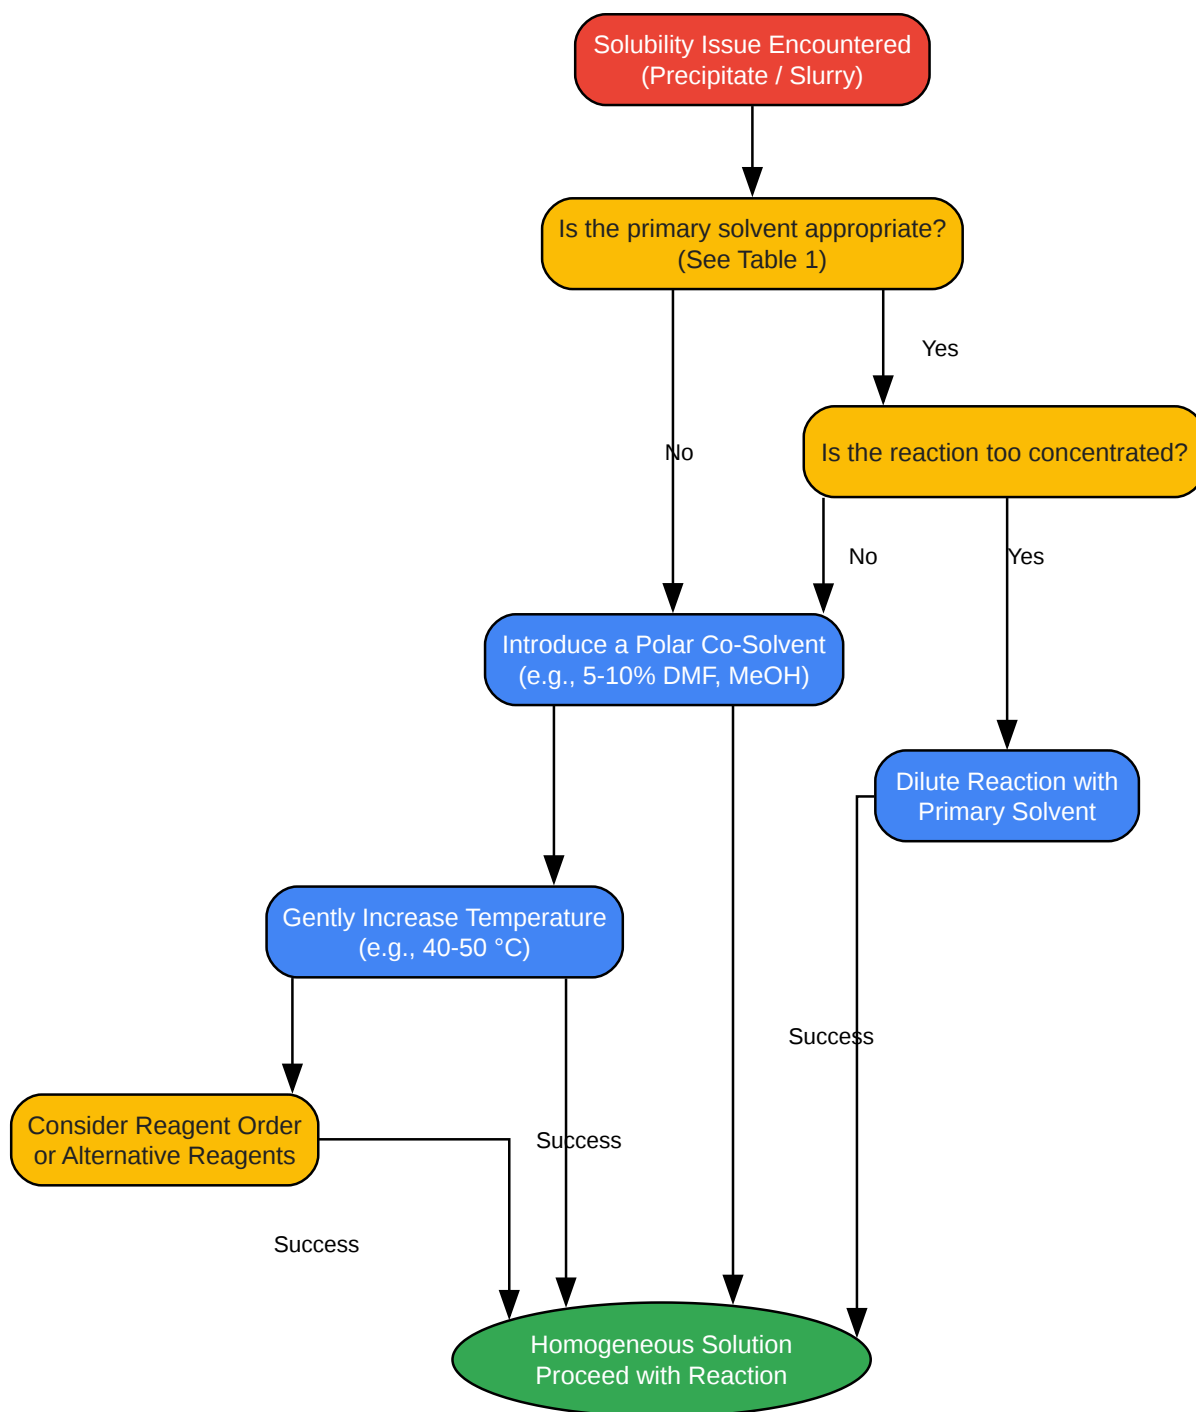 Solubility Issue Encountered
(Precipitate / Slurry)
Is the primary solvent appropriate?
(See Table 1)
Yes
No
Is the reaction too concentrated?
No
Yes
Introduce a Polar Co-Solvent
(e.g., 5-10% DMF, MeOH)
Dilute Reaction with
Primary Solvent
Gently Increase Temperature
(e.g., 40-50 °C)
Success
Consider Reagent Order
or Alternative Reagents
Success
Success
Homogeneous Solution
Proceed with Reaction